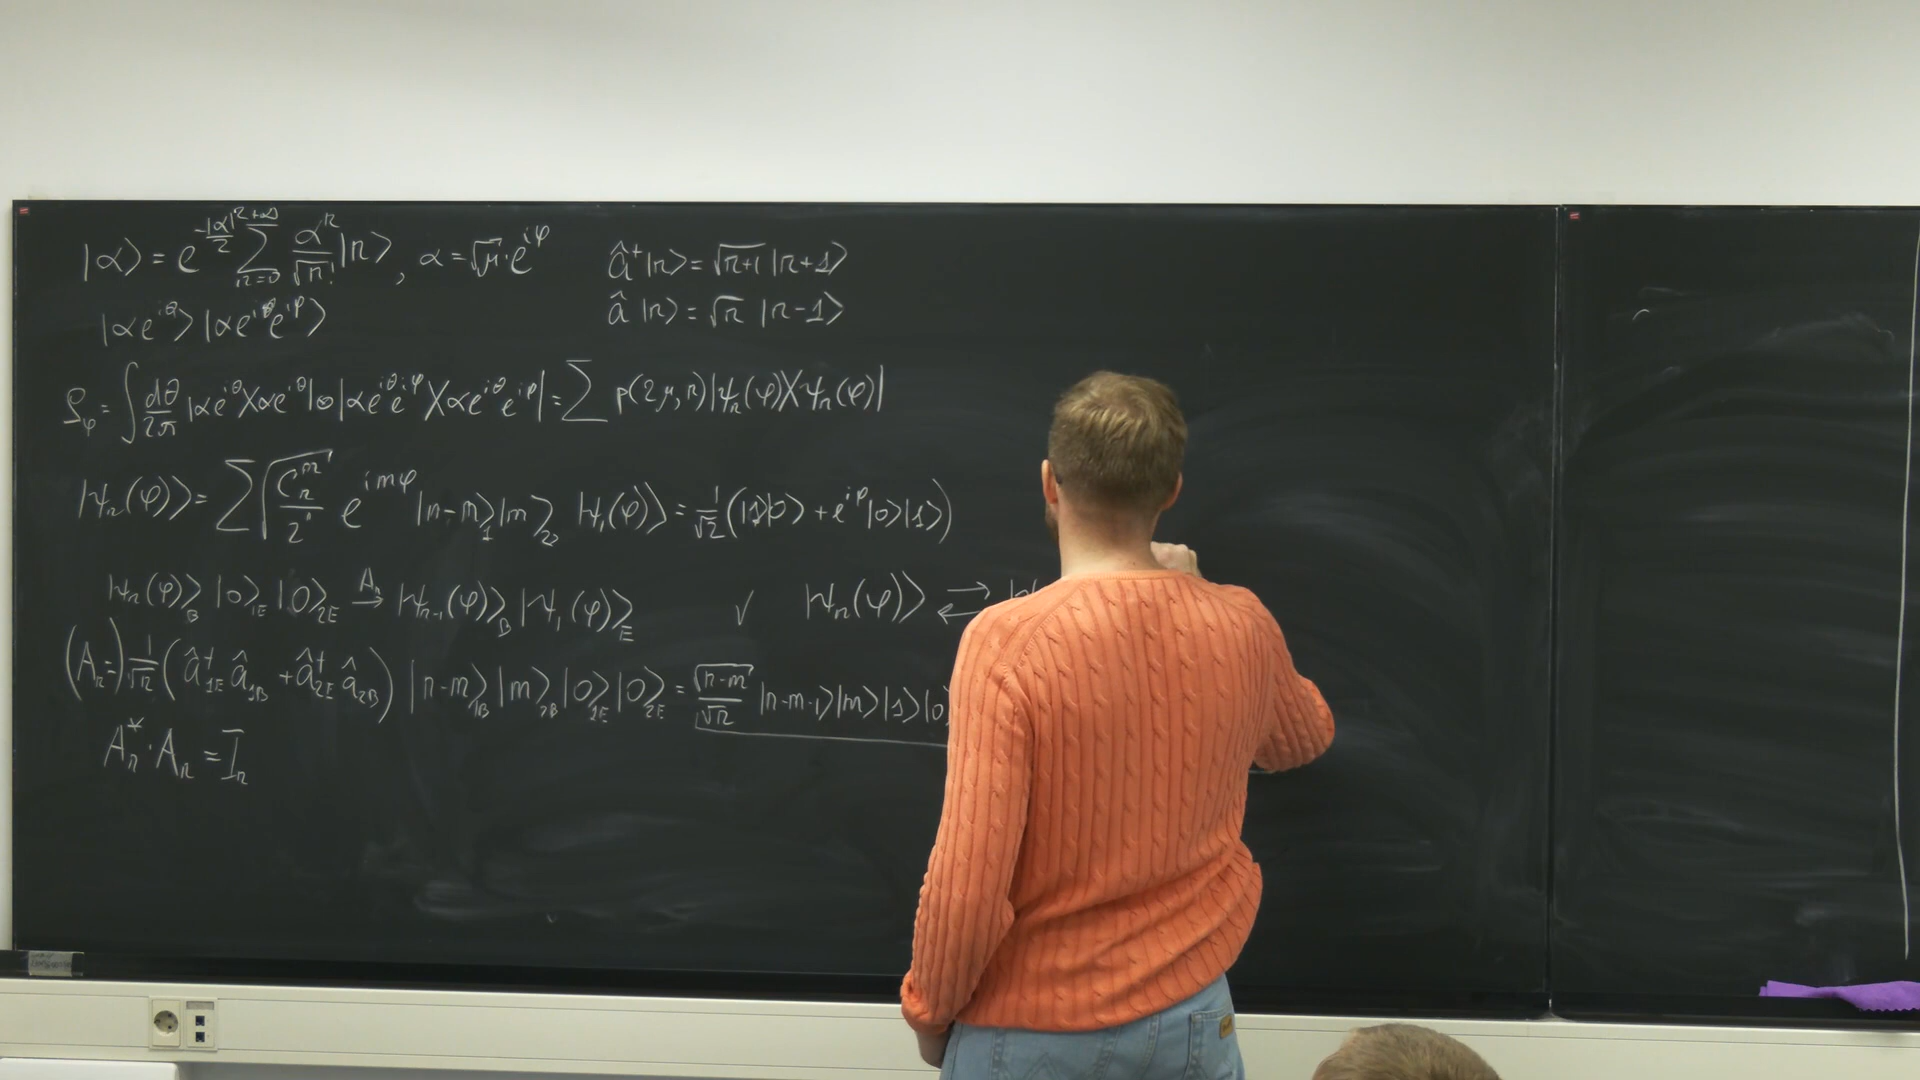 |α⟩ = e^{-|α|²/2} Σ_{n=0}^{+∞} α^n/√n! |n⟩, α = √μ · e^{iφ}
â⁺|n⟩ = √n+1 |n+1⟩
|αe^{iθ}⟩|αe^{iθ}e^{iφ}⟩
â |n⟩ = √n |n-1⟩
ρ_φ = ∫ dθ/2π |αe^{iθ}⟩⟨αe^{iθ}| ⊗ |αe^{iθ}e^{iφ}⟩⟨αe^{iθ}e^{iφ}| = Σ p(2μ,n)|ψ_n(φ)⟩⟨ψ_n(φ)|
|ψ_n(φ)⟩ = Σ √(C_n^m/2^n) e^{imφ} |n-m⟩_1 |m⟩_2, |ψ_1(φ)⟩ = 1/√2 (|1⟩|0⟩ + e^{iφ}|0⟩|1⟩)
|ψ_n(φ)⟩_B |0⟩_{1E} |0⟩_{2E} →^{A_n} |ψ_{n-1}(φ)⟩_B |ψ_1(φ)⟩_E ✓ |ψ_n(φ)⟩ ⇄
(A_n =) 1/√n (â⁺_{1E} â_{1B} + â⁺_{2E} â_{2B}) |n-m⟩_{1B} |m⟩_{2B} |0⟩_{1E} |0⟩_{2E} = √n-m/√n |n-m-1⟩|m⟩|1⟩|0⟩
A_n^* · A_n = I_n